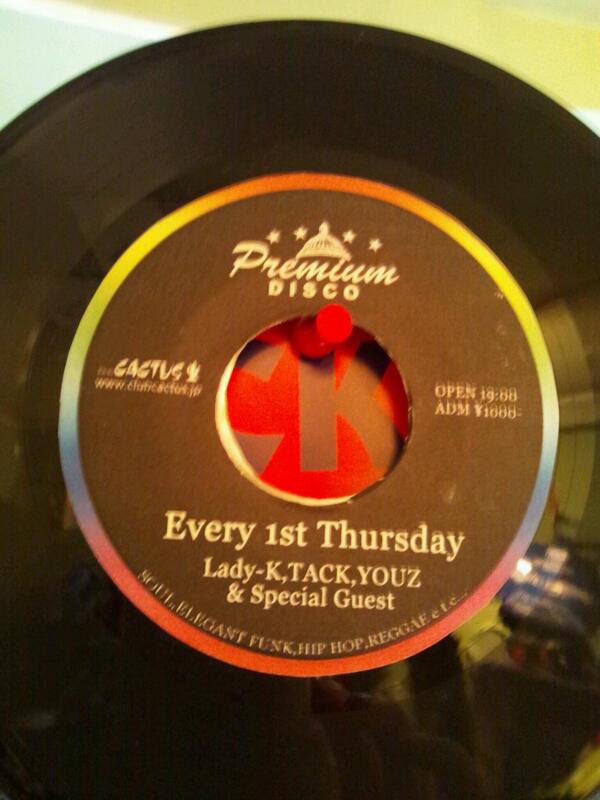 Premium
DISCO
CACTUS
www.clubcactus.jp
OPEN
ADM
CK
Every 1st Thursday
Lady-K,TACK,YOUZ
& Special Guest
SOUL,ELEGANT FUNK,HIP HOP,REGGAE e t c...